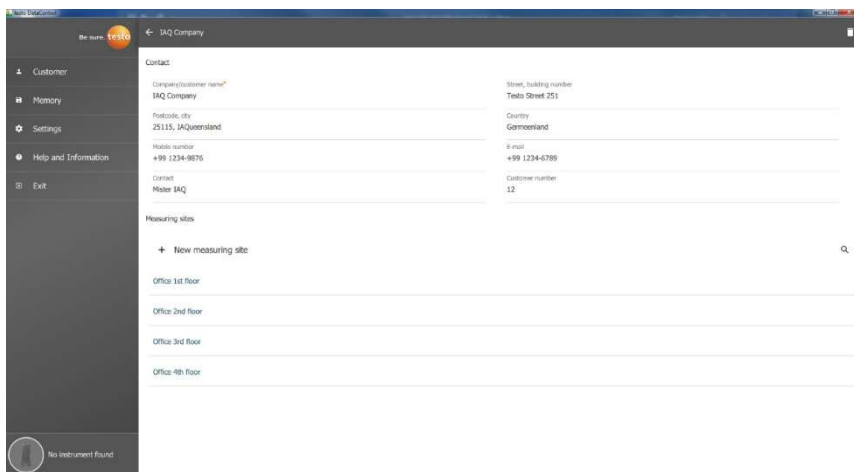 Testo DataControl
Be sure. testo
Customer
Memory
Settings
Help and Information
Exit
No instrument found
IAQ Company
Contact
Company/customer name*
IAQ Company
Street, building number
Testo Street 251
Postcode, city
25115, IAQueensland
Country
Germoenland
Mobile number
+99 1234-9876
E-mail
+99 1234-6789
Contact
Mister IAQ
Customer number
12
Measuring sites
+ New measuring site
Office 1st floor
Office 2nd floor
Office 3rd floor
Office 4th floor